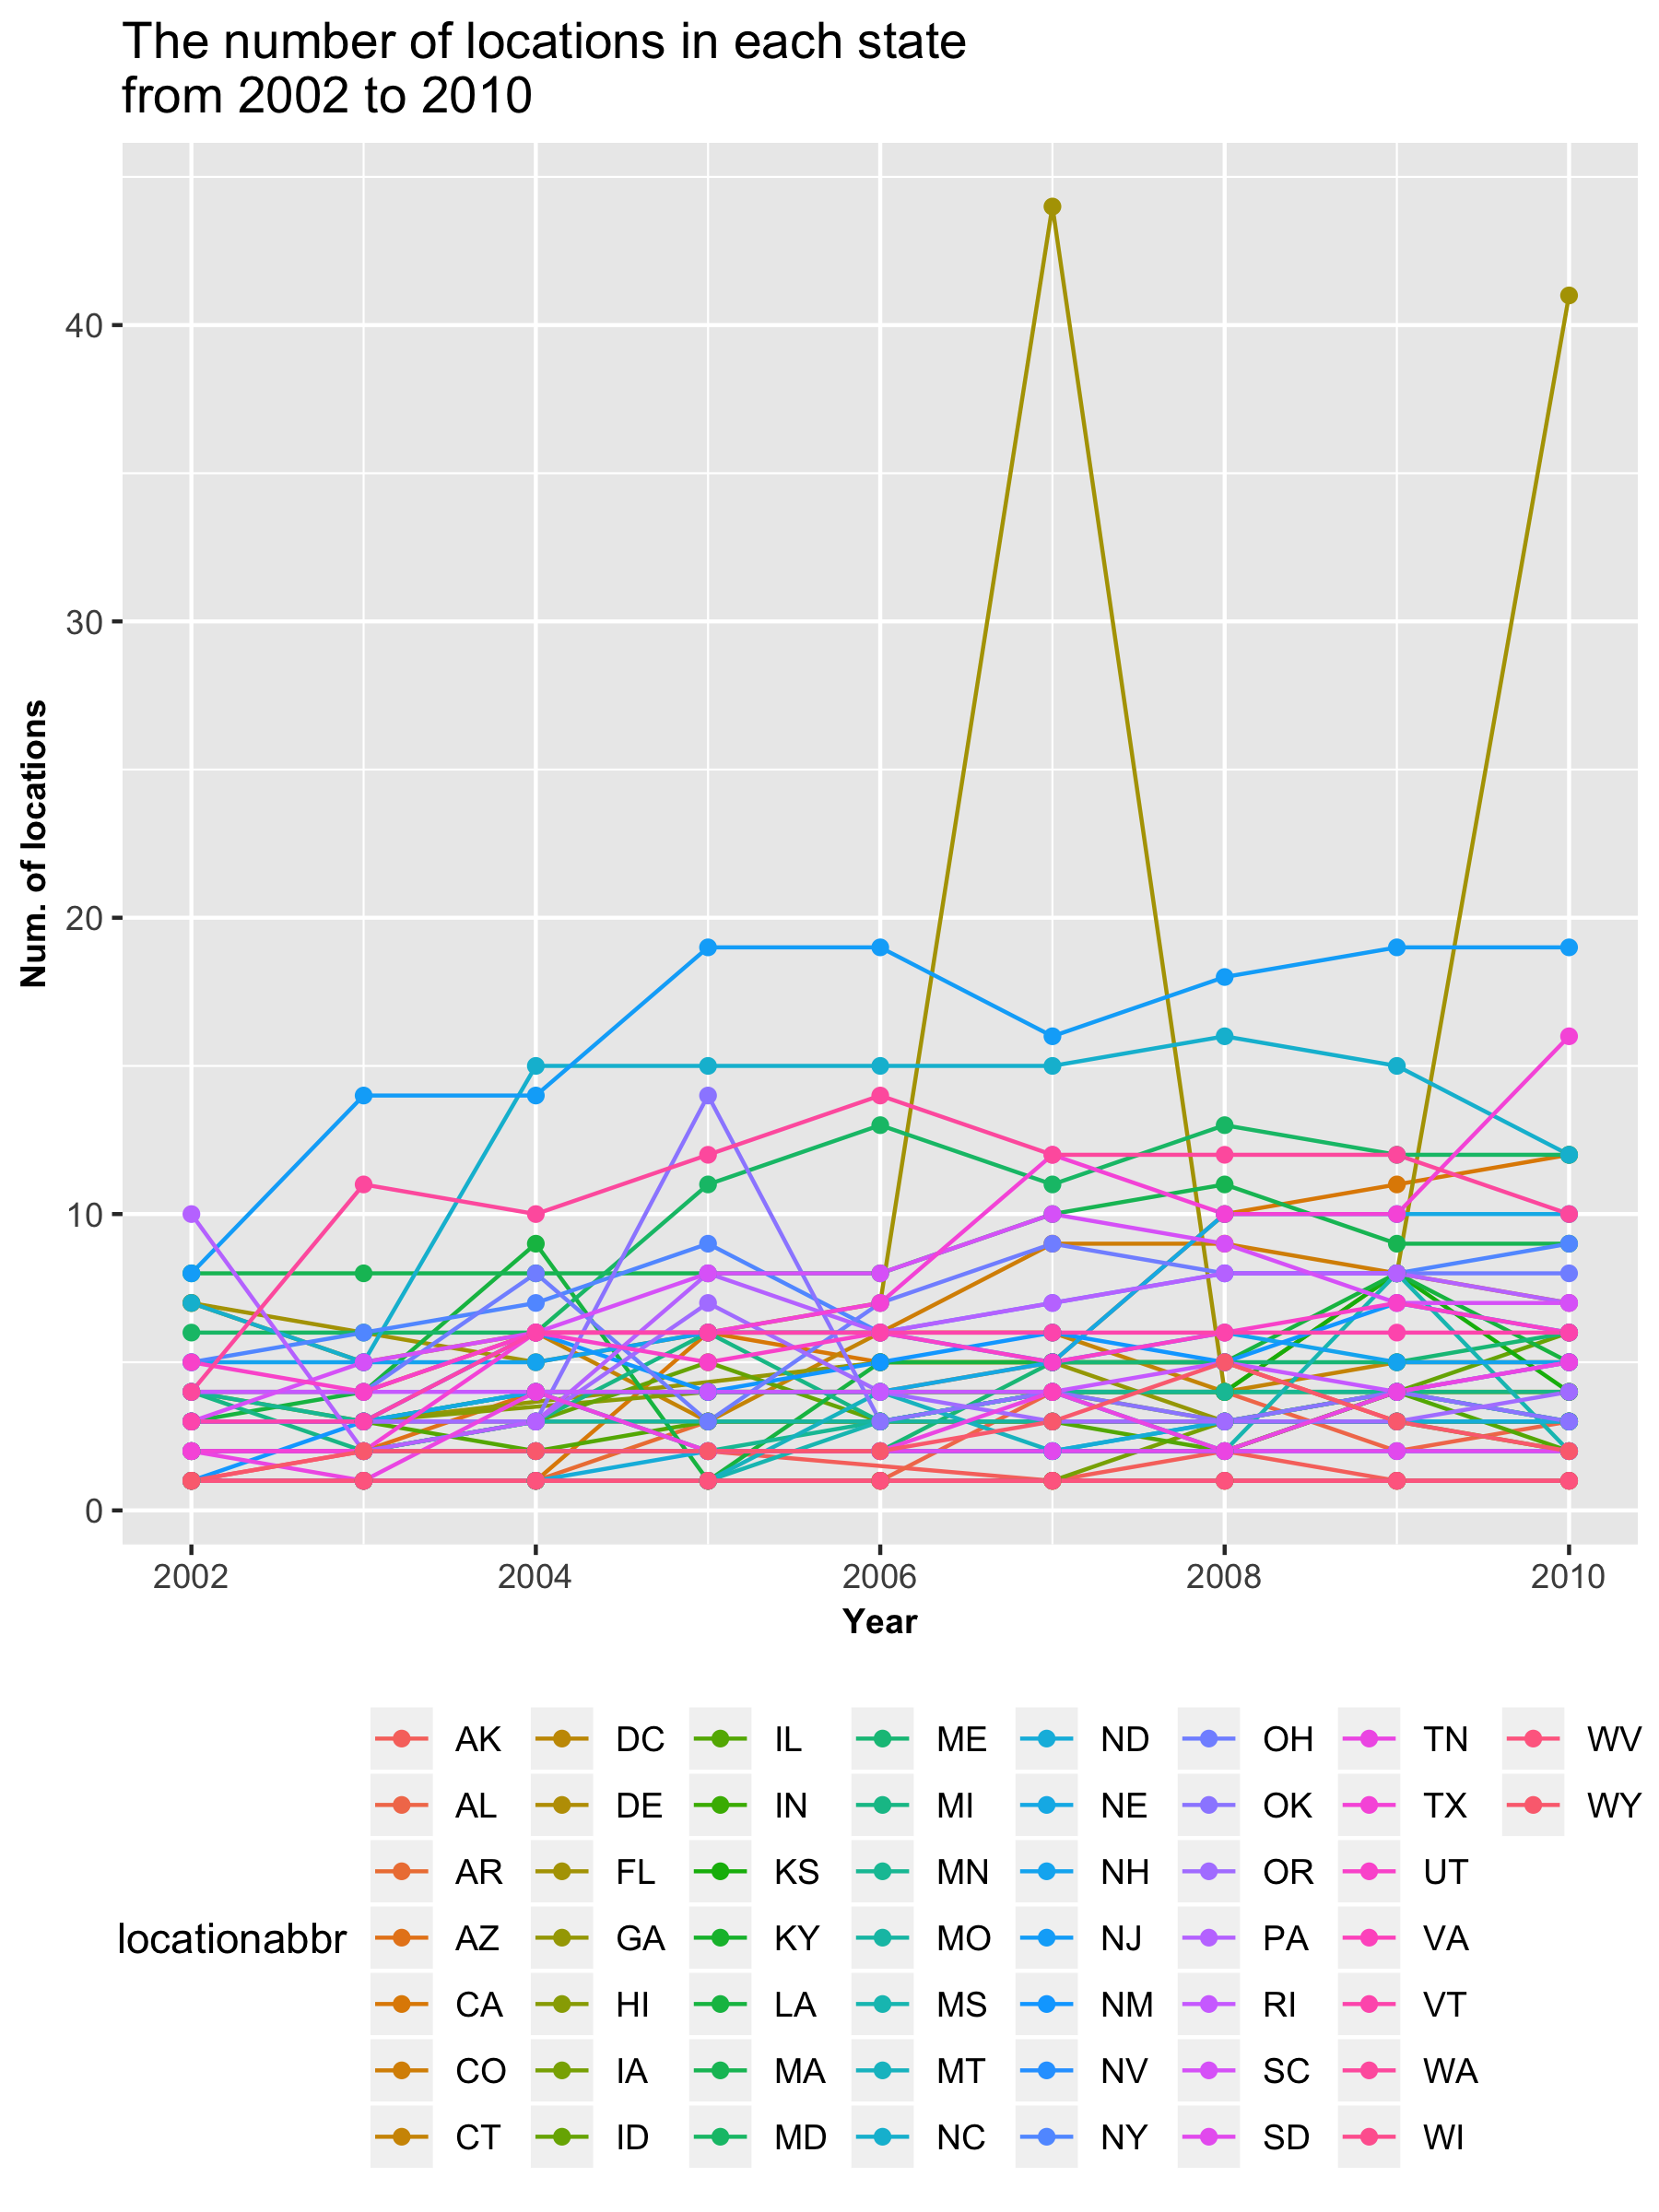 The number of locations in each state
from 2002 to 2010
40
30
20
10
0
Num. of locations
2002 2004 2006 2008 2010
Year
locationabbr
AK DC IL ME ND OH TN WV
AL DE IN MI NE OK TX WY
AR FL KS MN NH OR UT
AZ GA KY MO NJ PA VA
CA HI LA MS NM RI VT
CO IA MA MT NV SC WA
CT ID MD NC NY SD WI